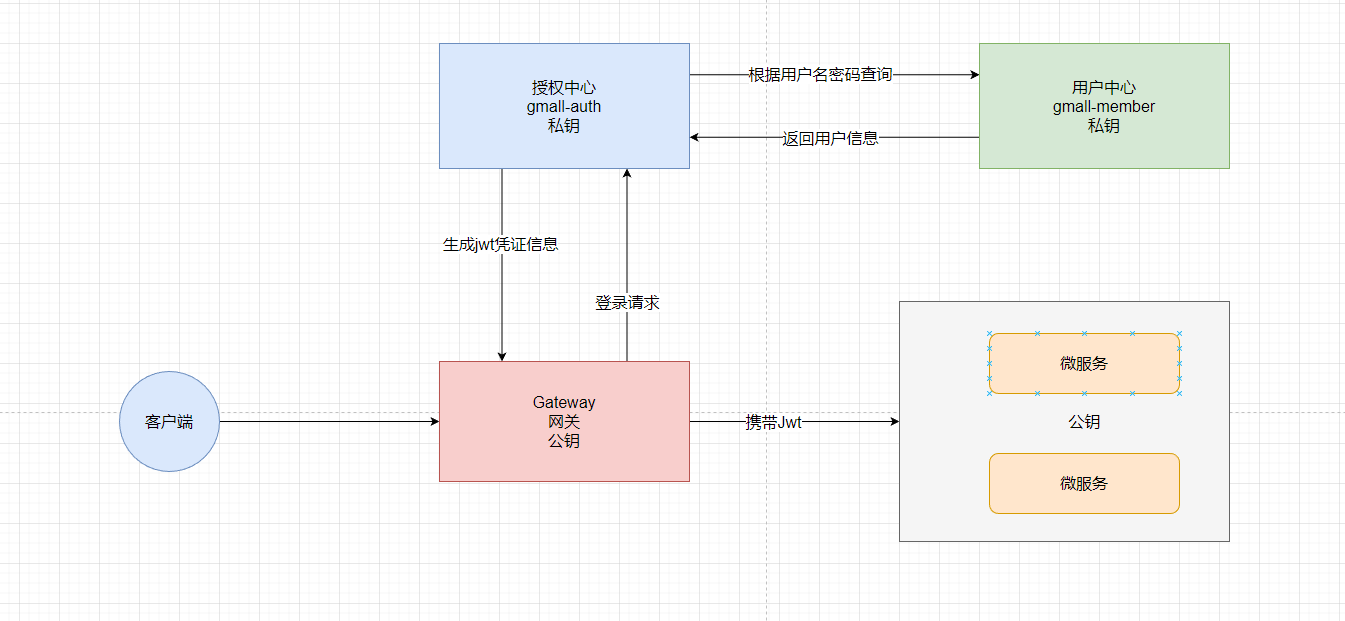 授权中心
gmall-auth
私钥
根据用户名密码查询
返回用户信息
用户中心
gmall-member
私钥
生成jwt凭证信息
登录请求
客户端
Gateway
网关
公钥
携带Jwt
微服务
公钥
微服务